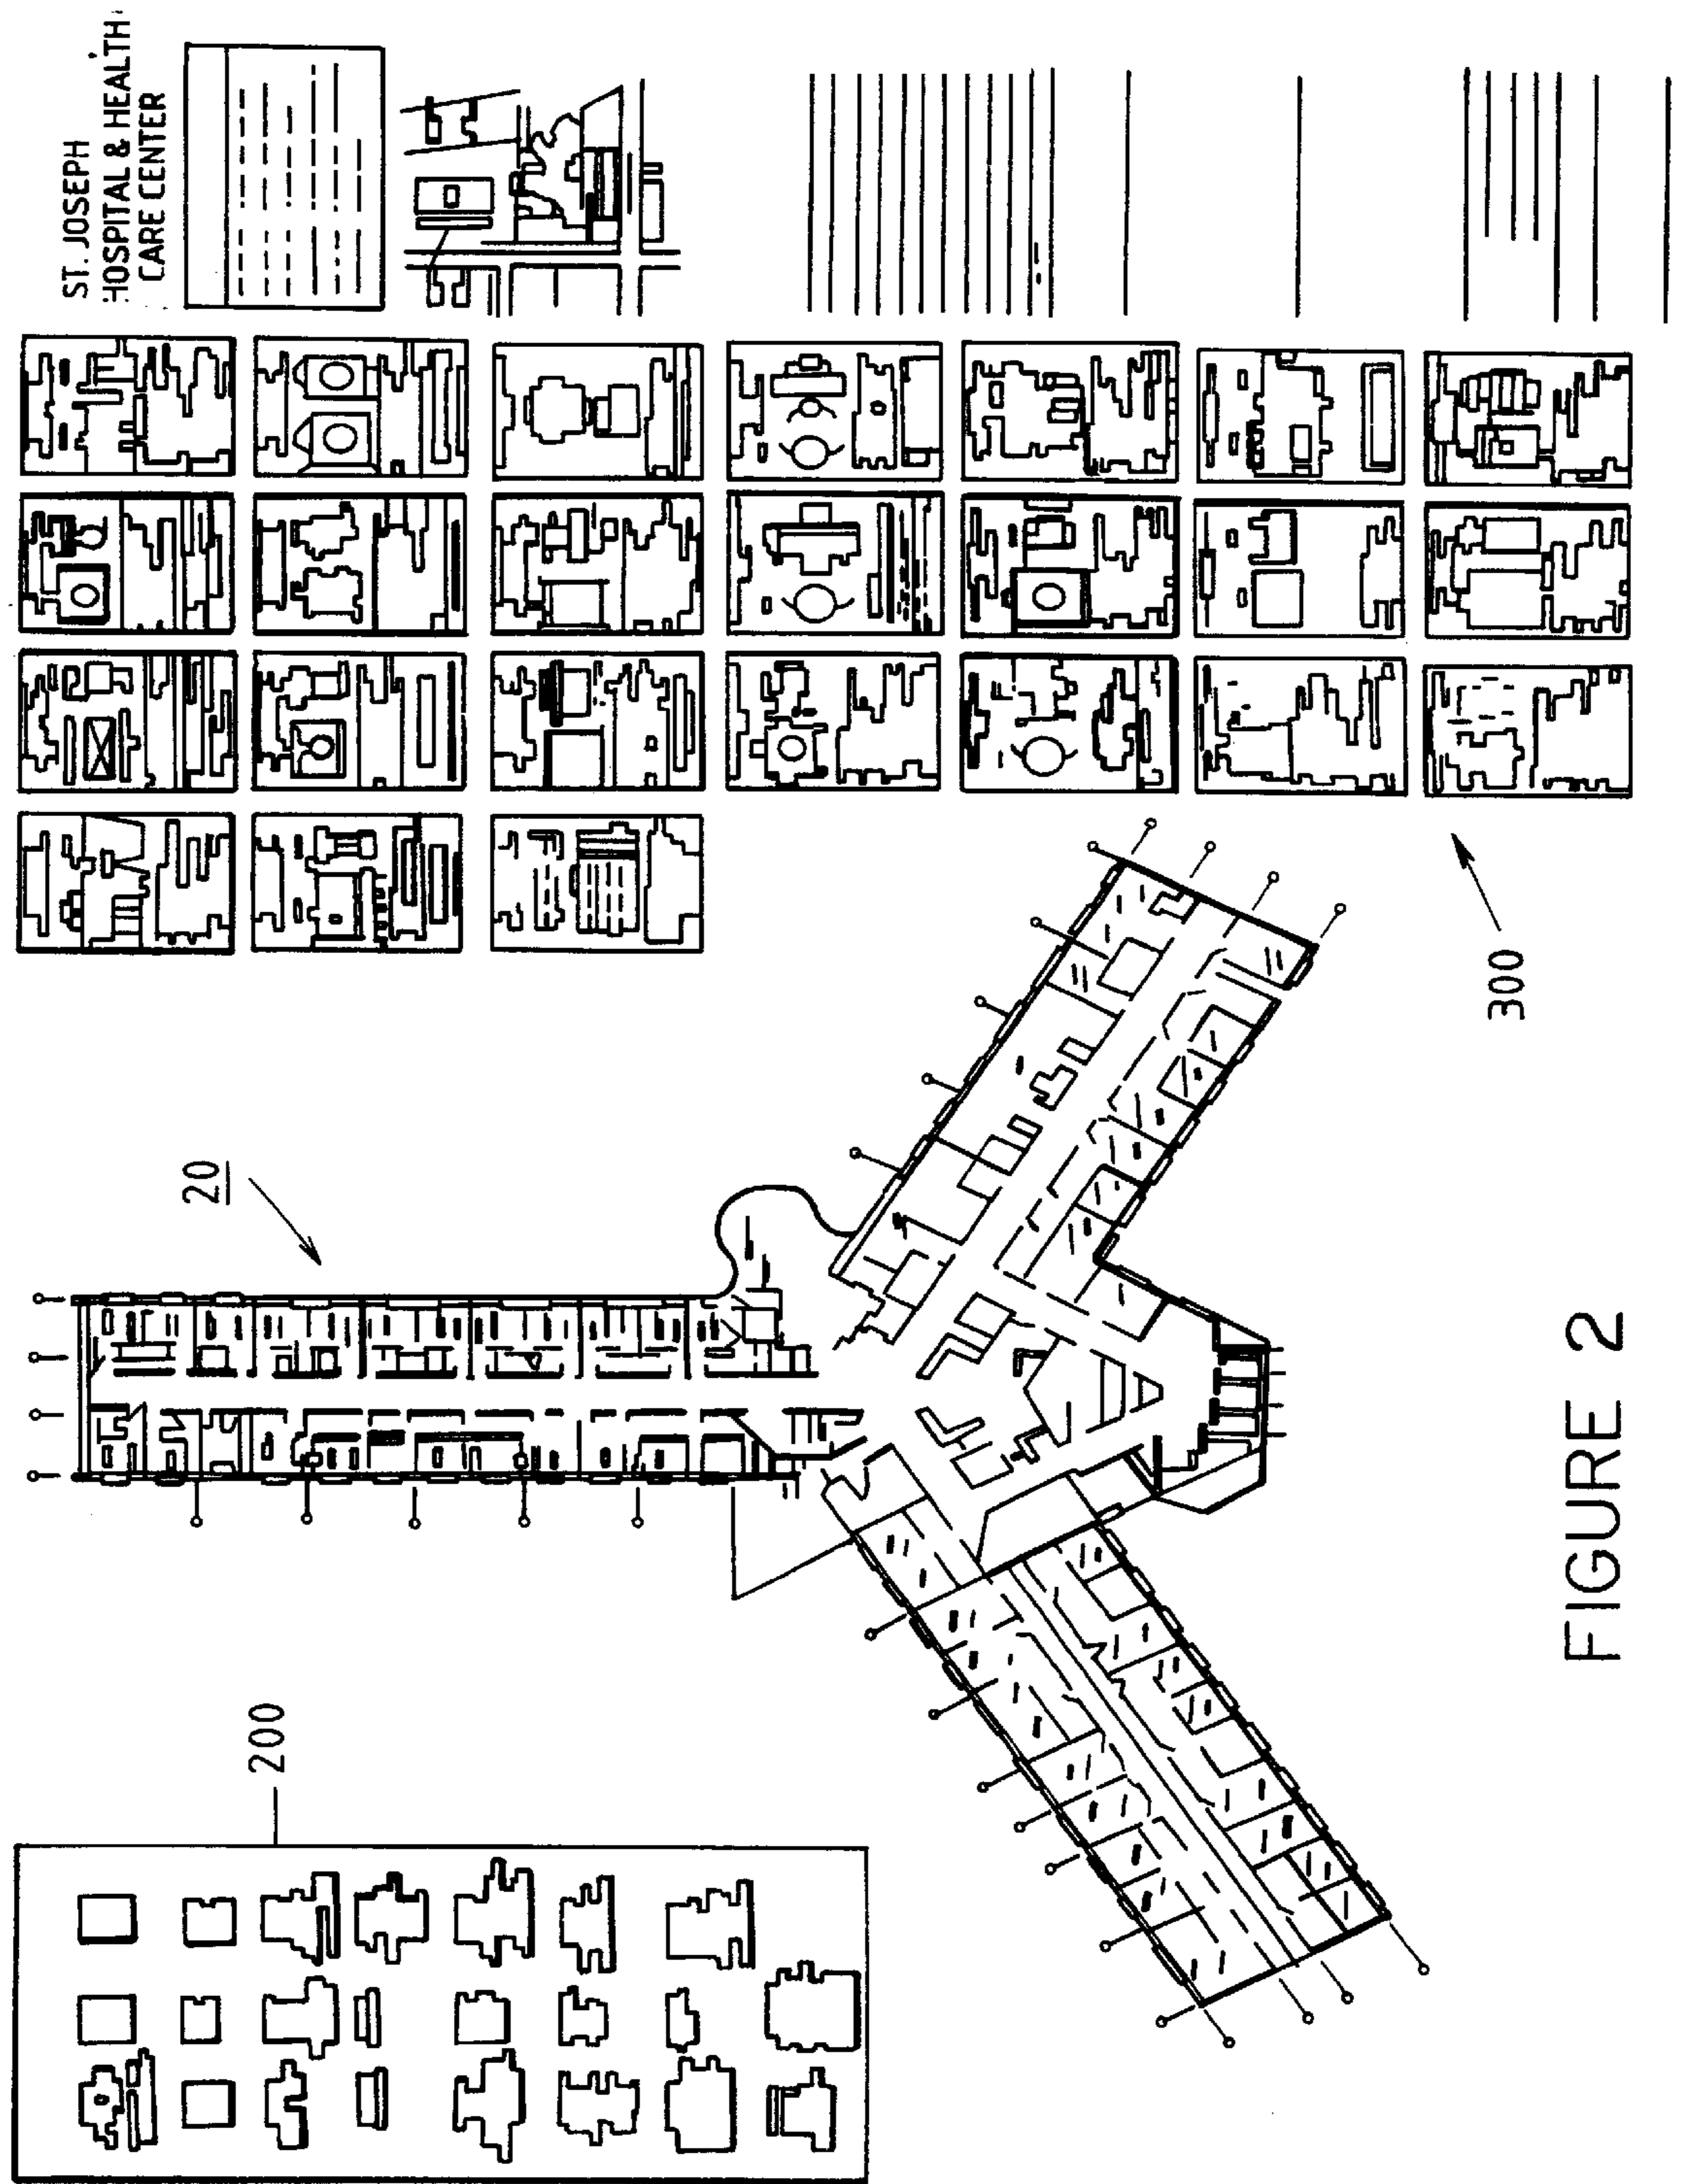 ST. JOSEPH
HOSPITAL & HEALTH
CARE CENTER
20
200
300
FIGURE 2